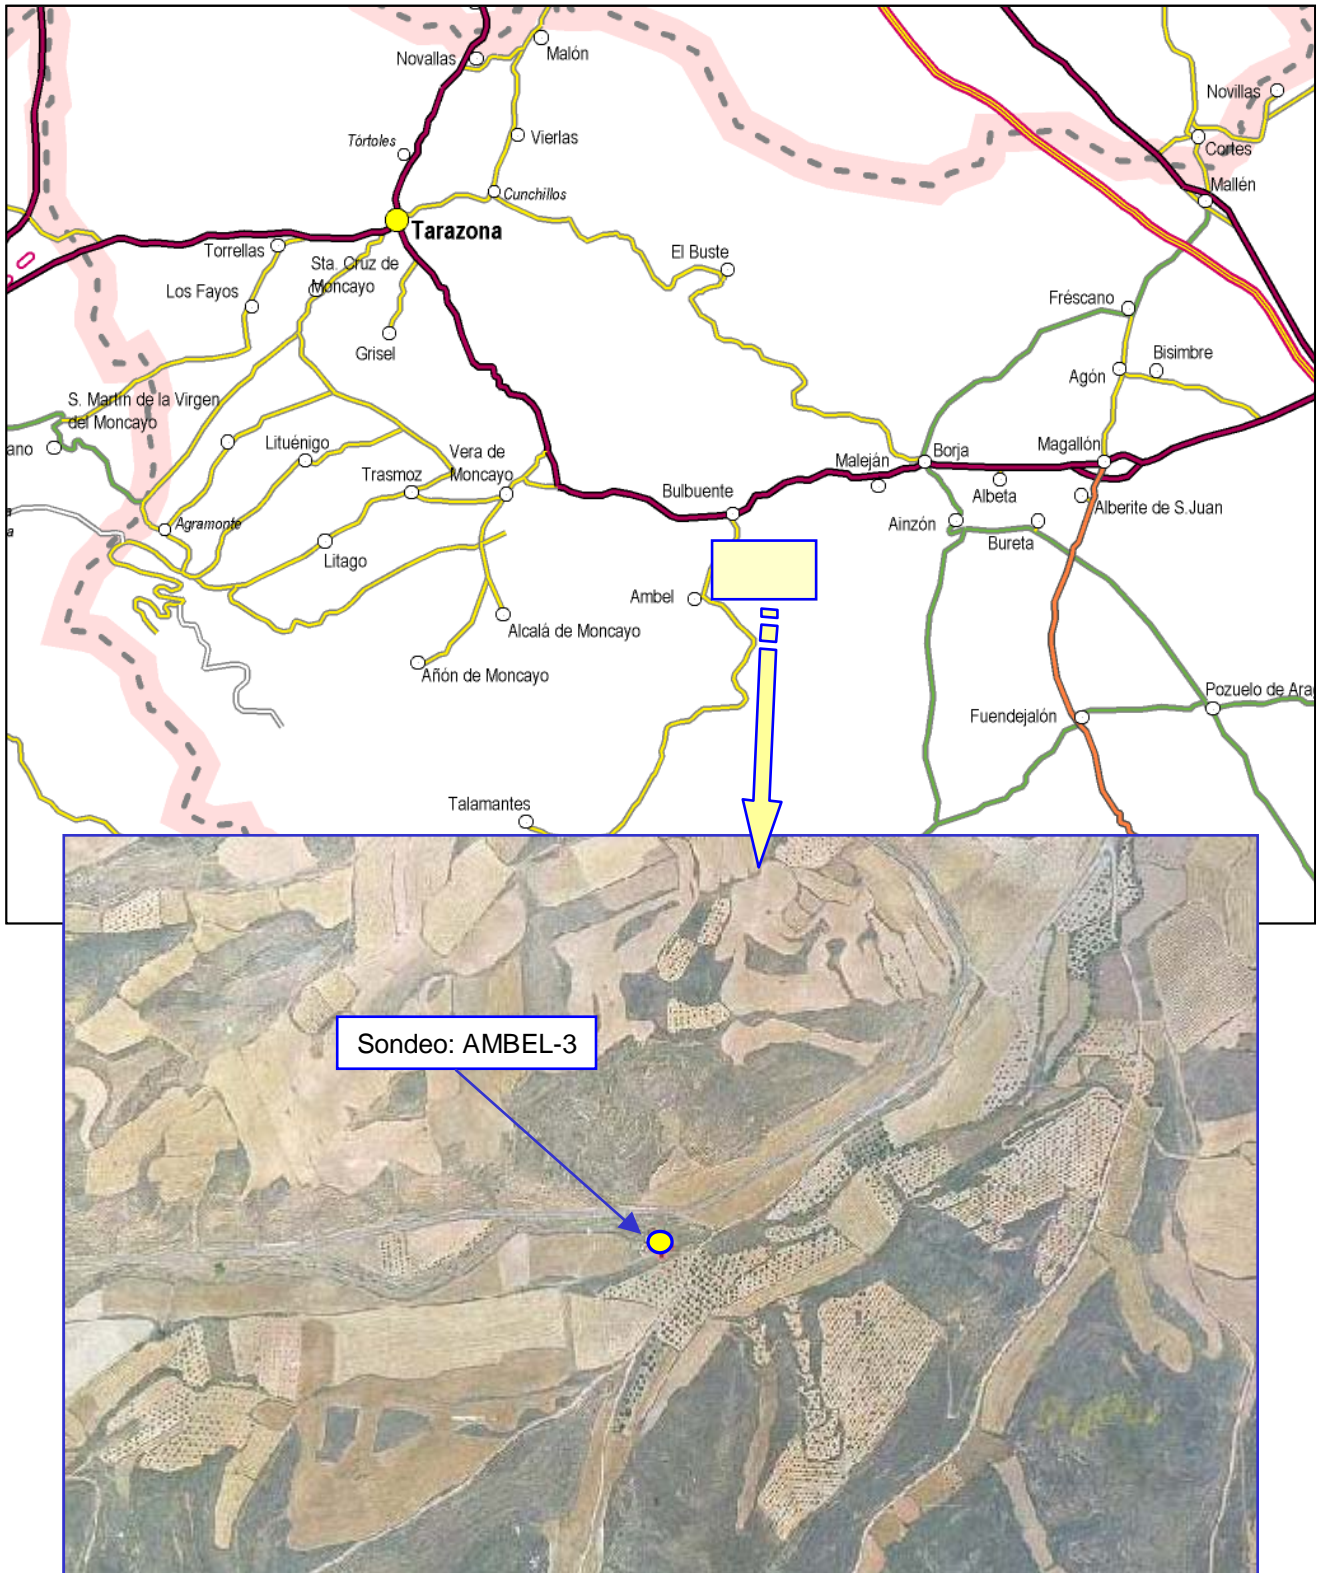 Novallas
Malón
Novillas
Tórtoles
Vierlas
Cortes
Mallén
Cunchillos
Tarazona
Torrellas
El Buste
Sta. Cruz de
Moncayo
Los Fayos
Fréscano
Grisel
Bisimbre
Agón
S. Martín de la Virgen
del Moncayo
ano
Lituénigo
Vera de
Moncayo
Trasmoz
Maleján
Borja
Magallón
Bulbuente
Albeta
Alberite de S.Juan
Agramonte
a
Ainzón
Bureta
Litago
Ambel
Alcalá de Moncayo
Añón de Moncayo
Pozuelo de Ara
Fuendejalón
Talamantes
Sondeo: AMBEL-3